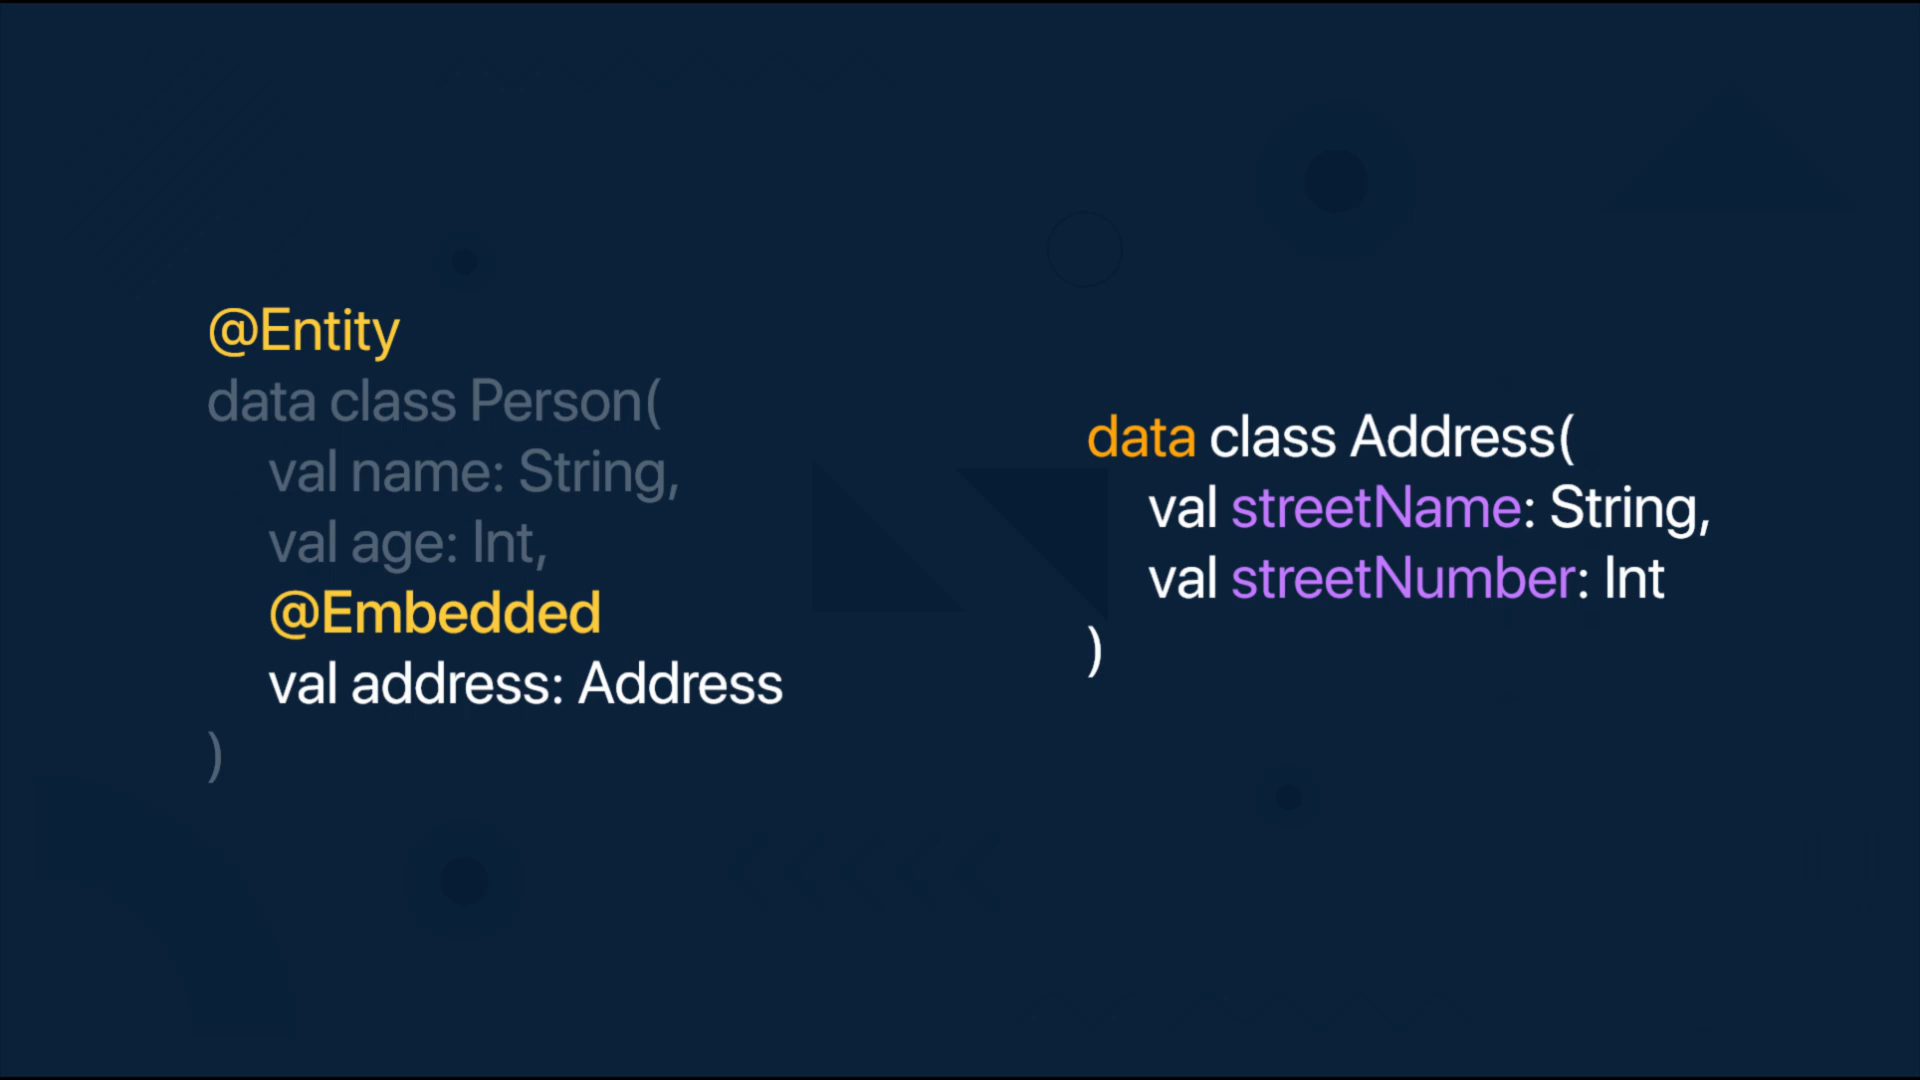 @Entity
data class Person(
val name: String,
val age: Int,
@Embedded
val address: Address
)
data class Address(
val streetName: String,
val streetNumber: Int
)